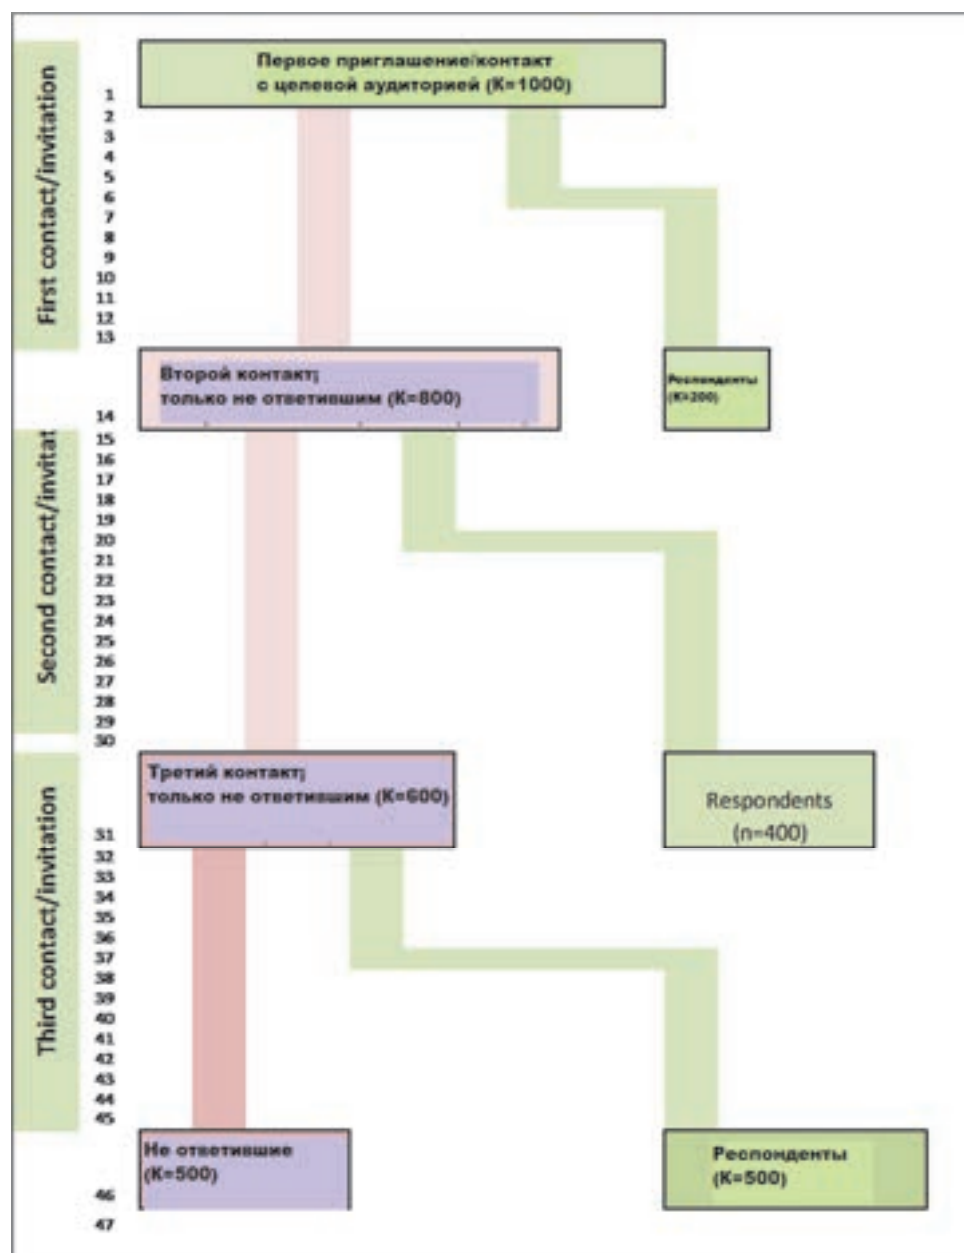 First contact/invitation
Первое приглашение/контакт
с целевой аудиторией (К=1000)
1
2
3
4
5
6
7
8
9
10
11
12
13
Второй контакт;
только не ответившим (К=800)
Респонденты
(К=200)
14
Second contact/invitat
15
16
17
18
19
20
21
22
23
24
25
26
27
28
29
30
Third contact/invitation
Третий контакт;
только не ответившим (К=600)
Respondents
(n=400)
31
32
33
34
35
36
37
38
39
40
41
42
43
44
45
Не ответившие
(К=500)
Респонденты
(К=500)
46
47